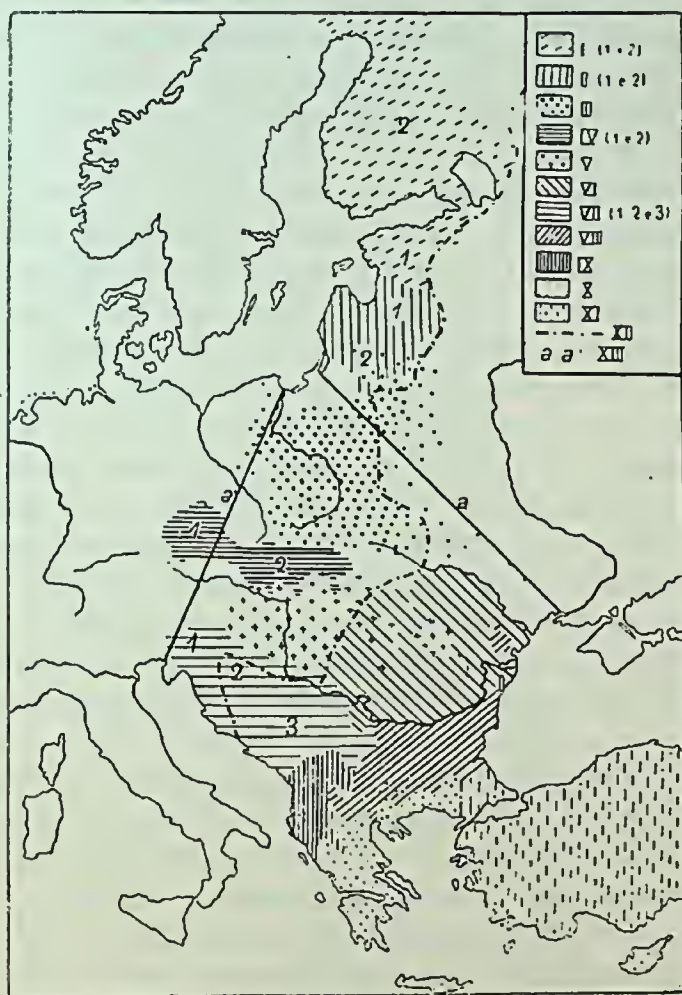 I (1 e 2)
II (1 e 2)
III
IV (1 e 2)
V
VI
VII (1 2 e 3)
VIII
IX
X
XI
XII
a a' XIII
2
1
1
2
a'
a
1
2
1
2
3